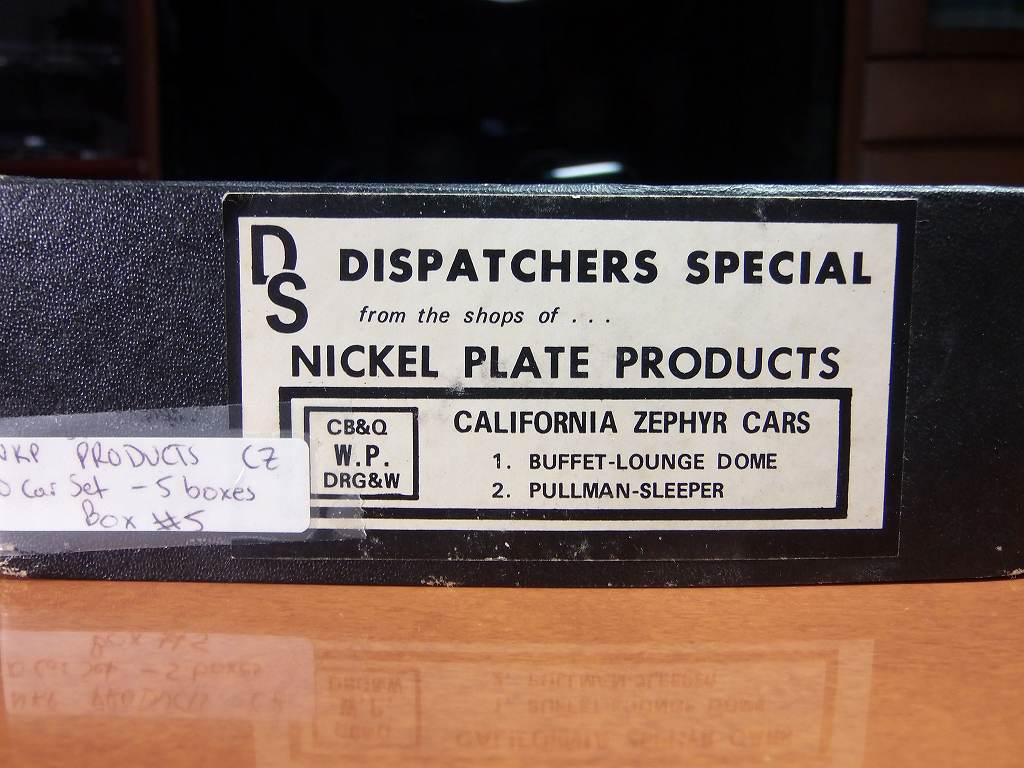 DS
DISPATCHERS SPECIAL
from the shops of . . .
NICKEL PLATE PRODUCTS
CB&Q
W.P.
DRG&W
CALIFORNIA ZEPHYR CARS
1. BUFFET-LOUNGE DOME
2. PULLMAN-SLEEPER
PRODUCTS CZ
Car Set - 5 boxes
Box #5